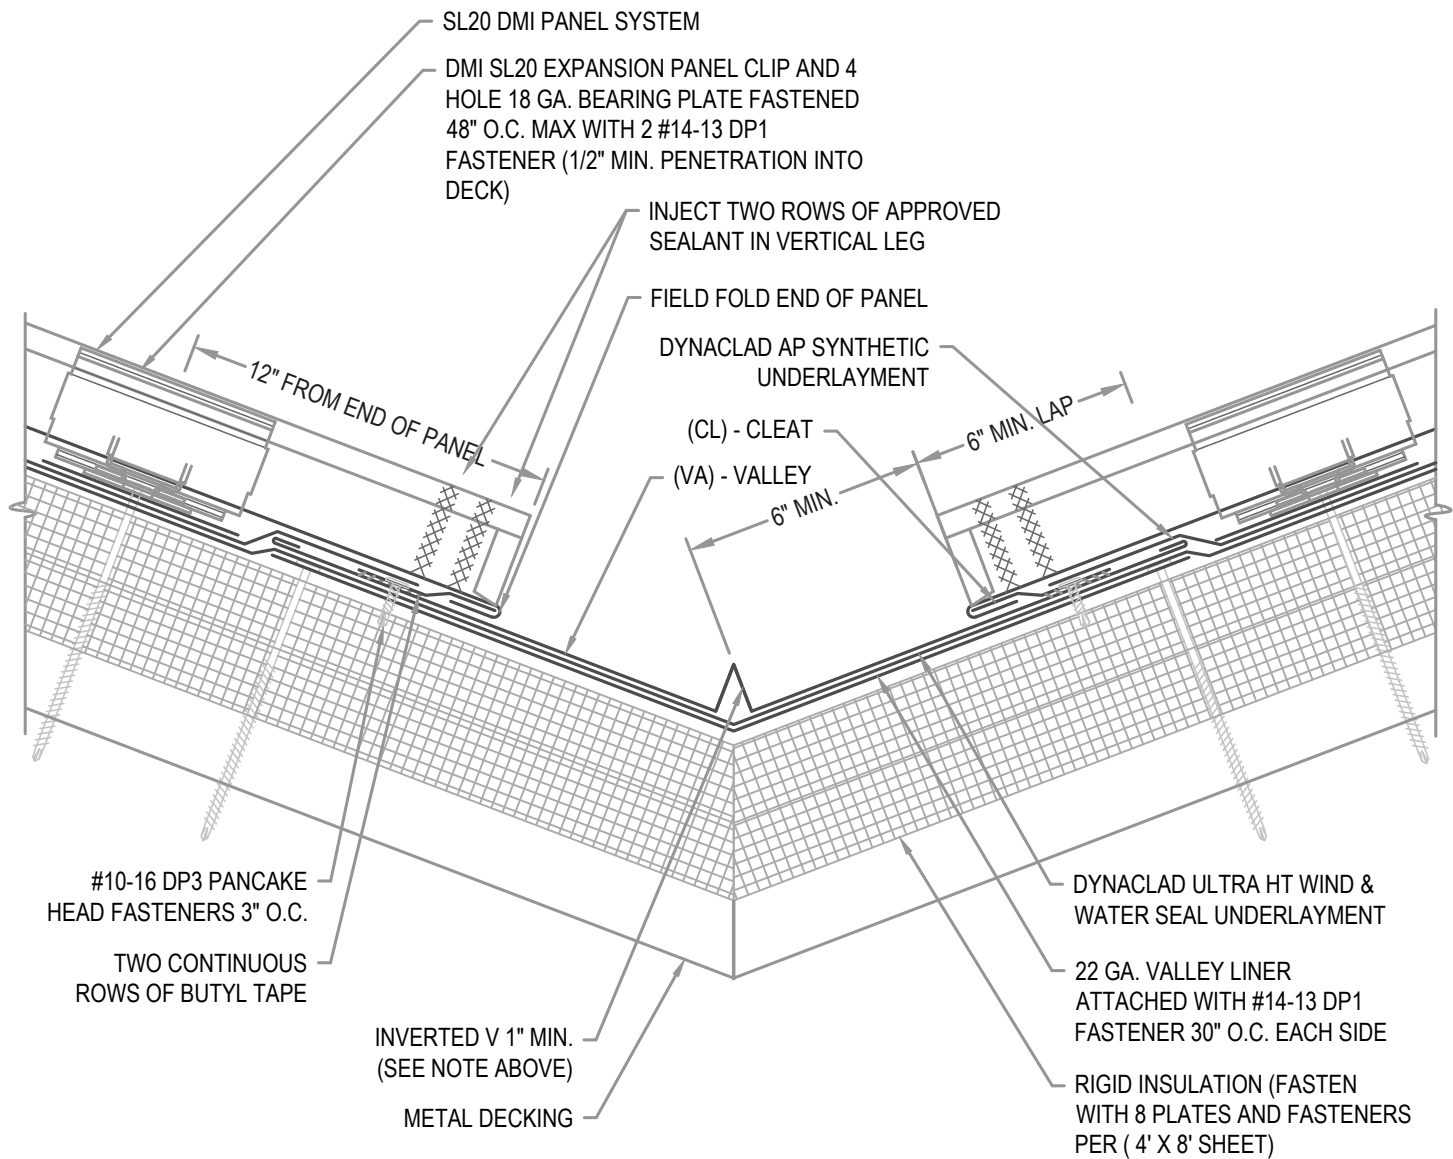 SL20 DMI PANEL SYSTEM
DMI SL20 EXPANSION PANEL CLIP AND 4
HOLE 18 GA. BEARING PLATE FASTENED
48" O.C. MAX WITH 2 #14-13 DP1
FASTENER (1/2" MIN. PENETRATION INTO
DECK)
INJECT TWO ROWS OF APPROVED
SEALANT IN VERTICAL LEG
FIELD FOLD END OF PANEL
DYNACLAD AP SYNTHETIC
UNDERLAYMENT
12" FROM END OF PANEL
(CL) - CLEAT
6" MIN. LAP
(VA) - VALLEY
6" MIN.
#10-16 DP3 PANCAKE
HEAD FASTENERS 3" O.C.
TWO CONTINUOUS
ROWS OF BUTYL TAPE
INVERTED V 1" MIN.
(SEE NOTE ABOVE)
METAL DECKING
DYNACLAD ULTRA HT WIND &
WATER SEAL UNDERLAYMENT
22 GA. VALLEY LINER
ATTACHED WITH #14-13 DP1
FASTENER 30" O.C. EACH SIDE
RIGID INSULATION (FASTEN
WITH 8 PLATES AND FASTENERS
PER ( 4' X 8' SHEET)